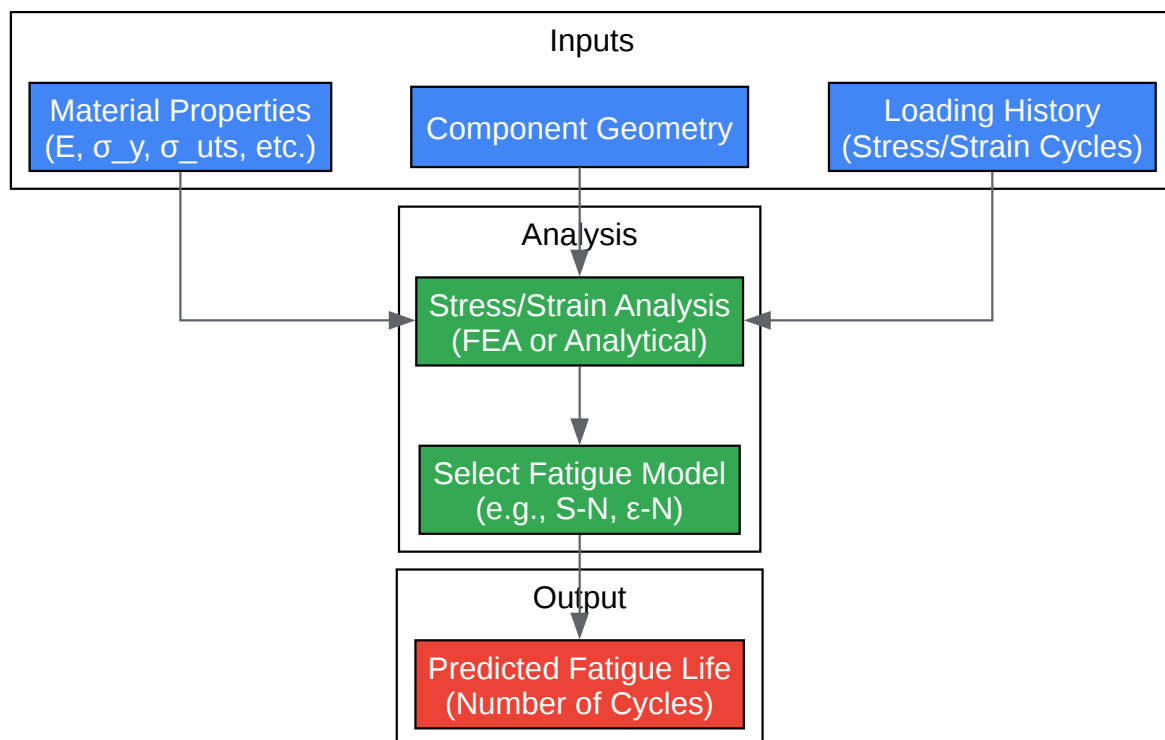 Inputs
Material Properties
(E, σ_y, σ_uts, etc.)
Component Geometry
Loading History
(Stress/Strain Cycles)
Analysis
Stress/Strain Analysis
(FEA or Analytical)
Select Fatigue Model
(e.g., S-N, ε-N)
Output
Predicted Fatigue Life
(Number of Cycles)